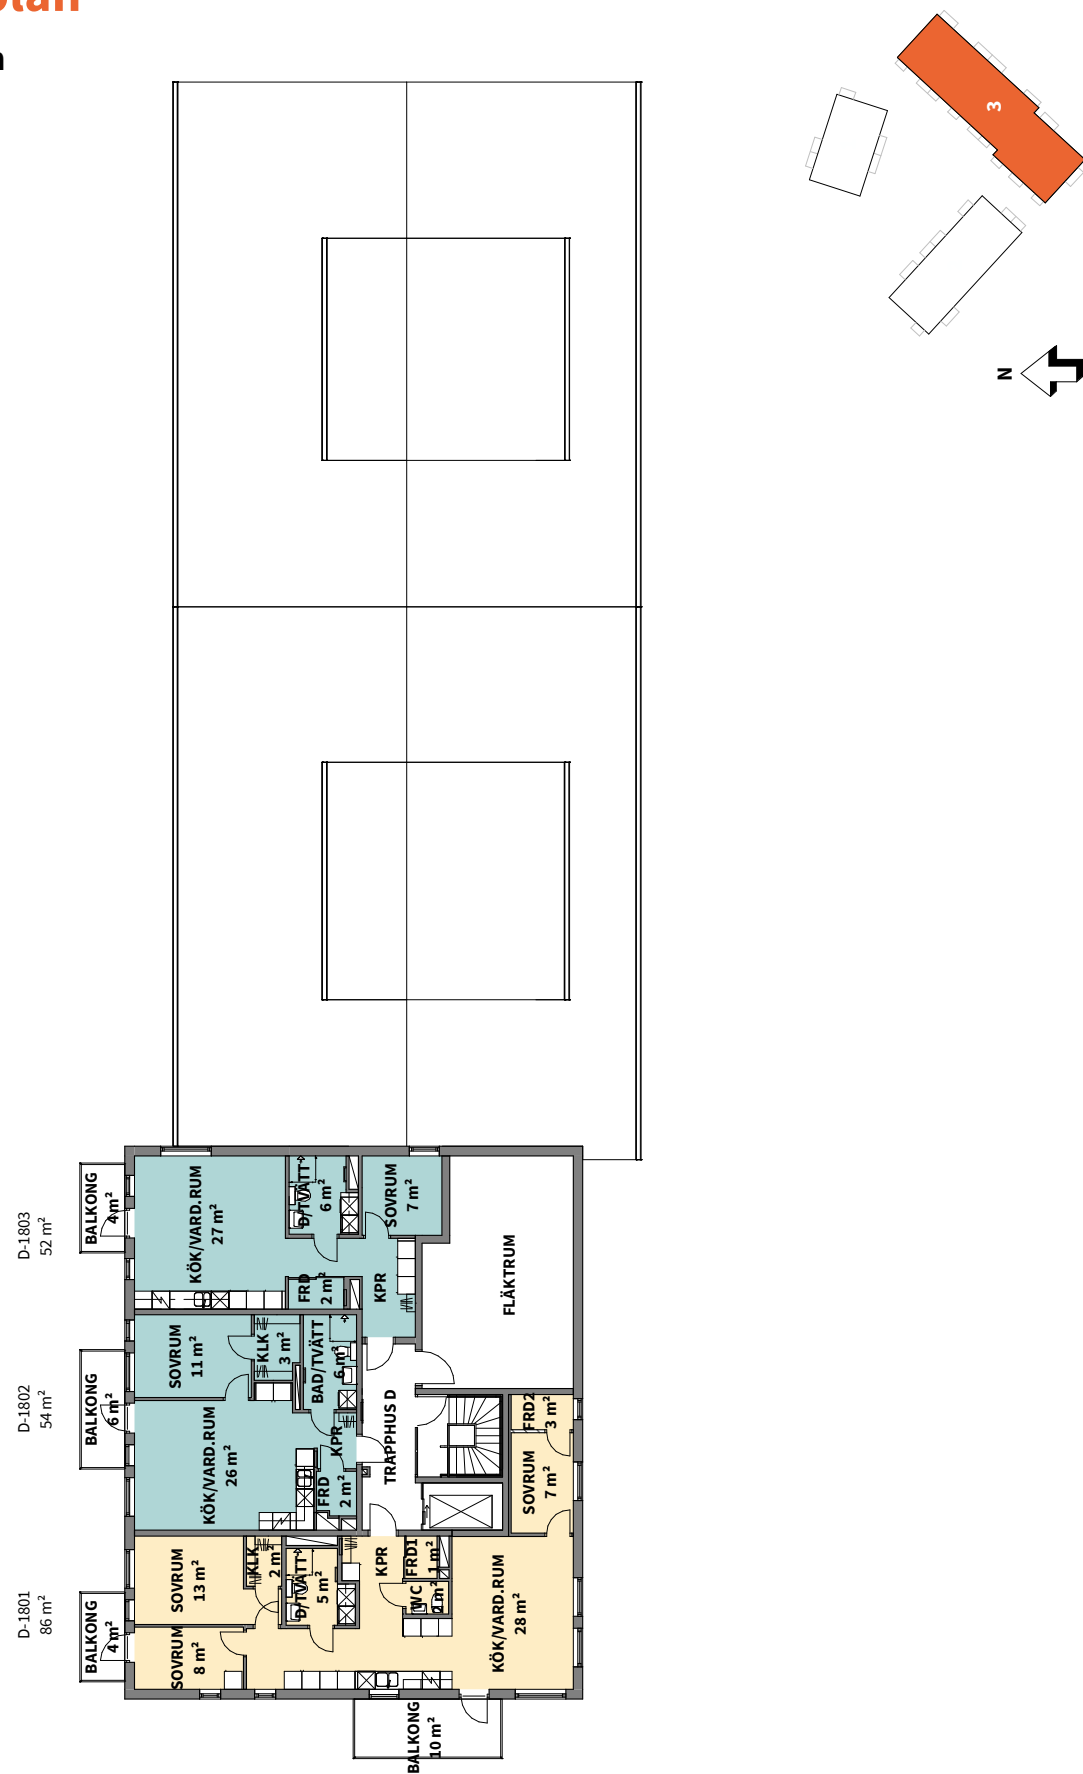 plan
3
N
D-1803
52 m²
BALKONG
4 m²
KÖK/VARD.RUM
27 m²
D/TVÄTT
6 m²
SOVRUM
7 m²
FRD
2 m²
KPR
FLÄKTRUM
D-1802
54 m²
BALKONG
6 m²
SOVRUM
11 m²
KLK
3 m²
BAD/TVÄTT
6 m²
KÖK/VARD.RUM
26 m²
KPR
FRD
2 m²
TRAPPHUS D
FRD2
3 m²
SOVRUM
7 m²
D-1801
86 m²
BALKONG
4 m²
SOVRUM
13 m²
KLK
2 m²
D/TVÄTT
5 m²
KPR
FRD1
1 m²
WC
2 m²
SOVRUM
8 m²
KÖK/VARD.RUM
28 m²
BALKONG
10 m²